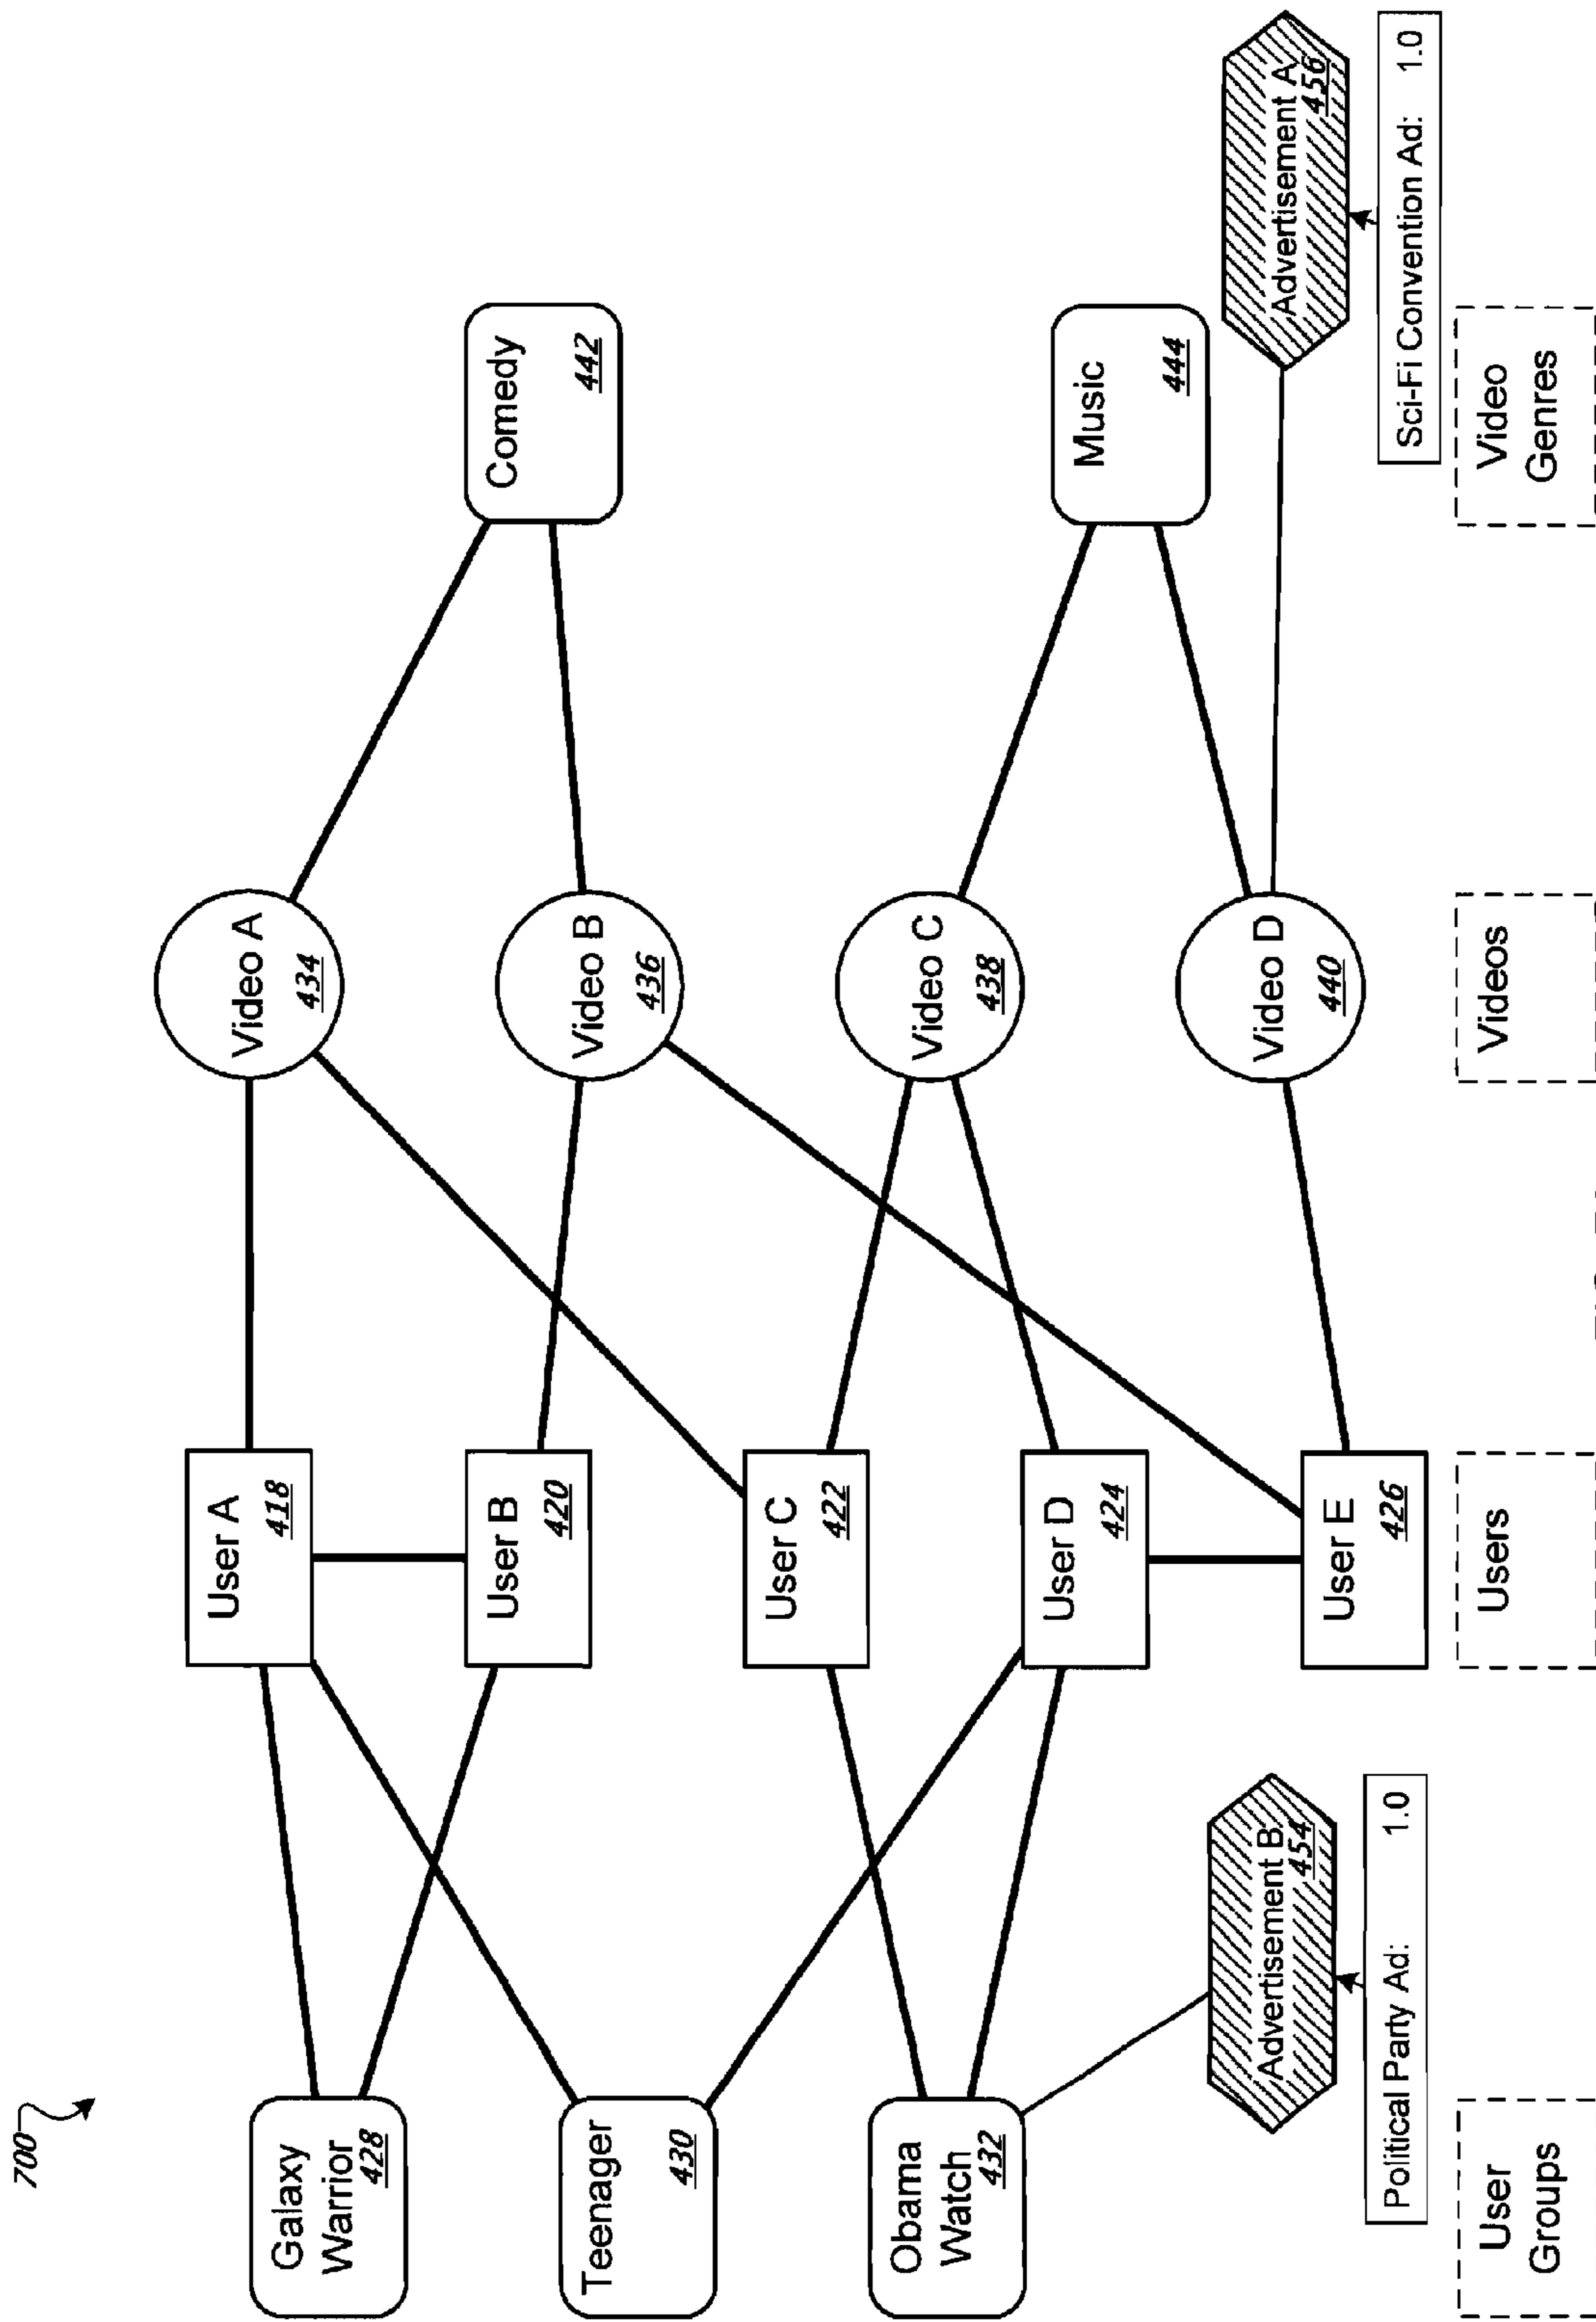 700
Galaxy
Warrior
428
Teenager
430
Obama
Watch
432
Advertisement B
454
Political Party Ad: 1.0
User
Groups
User A
418
User B
420
User C
422
User D
424
User E
426
Users
Video A
434
Video B
436
Video C
438
Video D
440
Videos
Comedy
442
Music
444
Advertisement A
456
Sci-Fi Convention Ad: 1.0
Video
Genres